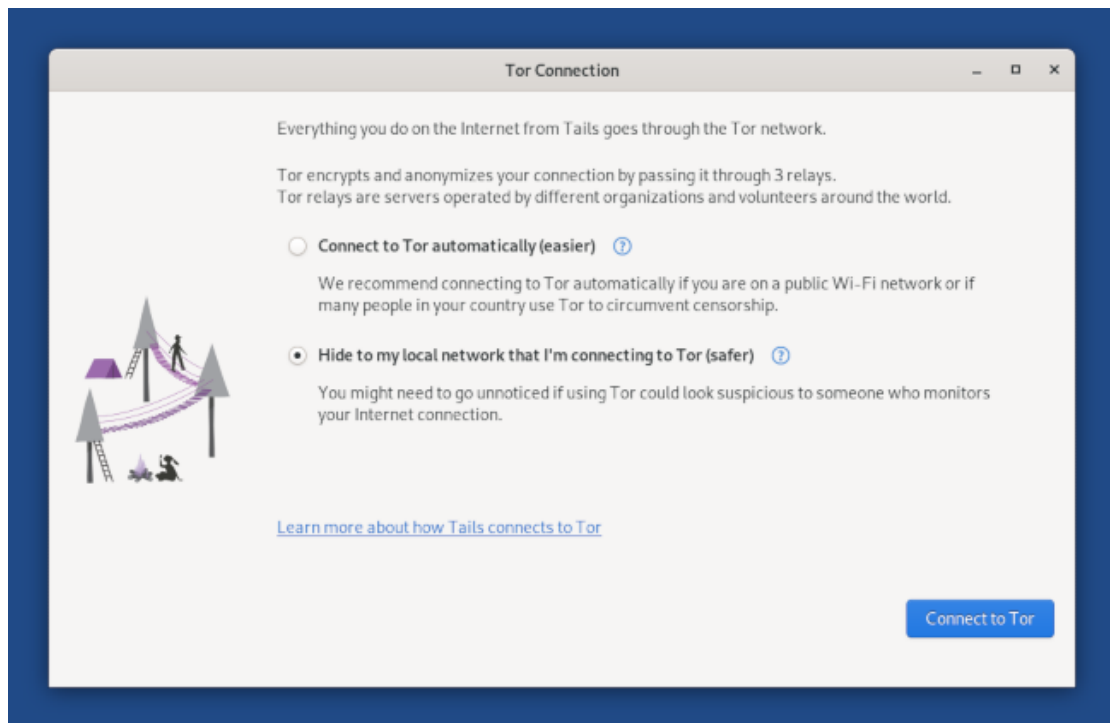 Tor Connection
Everything you do on the Internet from Tails goes through the Tor network.
Tor encrypts and anonymizes your connection by passing it through 3 relays.
Tor relays are servers operated by different organizations and volunteers around the world.
Connect to Tor automatically (easier)
We recommend connecting to Tor automatically if you are on a public Wi-Fi network or if
many people in your country use Tor to circumvent censorship.
Hide to my local network that I'm connecting to Tor (safer)
You might need to go unnoticed if using Tor could look suspicious to someone who monitors
your Internet connection.
Learn more about how Tails connects to Tor
Connect to Tor